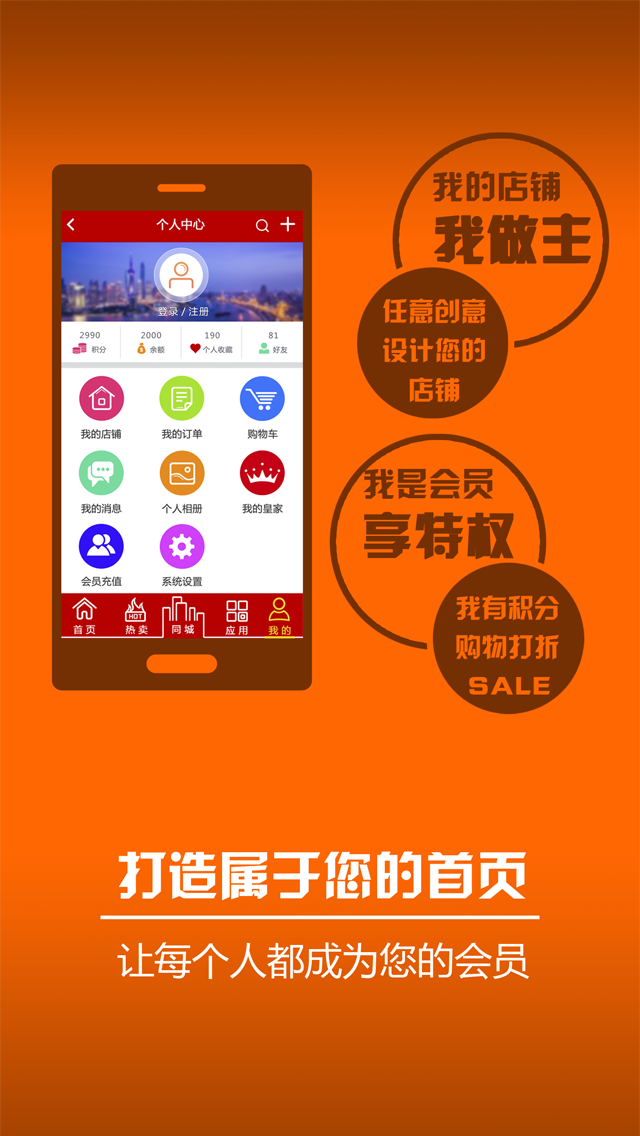 个人中心
登录 / 注册
2990 2000 190 81
积分 余额 个人收藏 好友
我的店铺 我的订单 购物车
我的消息 个人相册 我的皇家
会员充值 系统设置
HOT
首页 热卖 同城 应用 我的
我的店铺
我做主
任意创意
设计您的
店铺
我是会员
享特权
我有积分
购物打折
SALE
打造属于您的首页
让每个人都成为您的会员